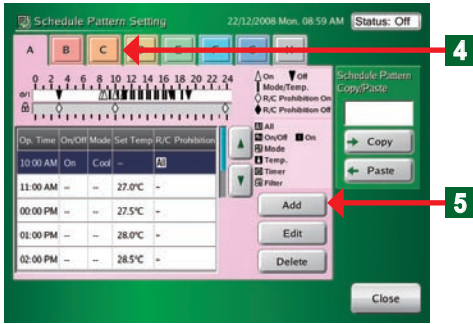 Schedule Pattern Setting 22/12/2008 Mon. 08:59 AM Status: Off
A B C
4
0 2 4 6 8 10 12 14 16 18 20 22 24
On Off
Mode/Temp.
R/C Prohibition On
R/C Prohibition Off
All
On/Off On
Mode
Temp.
Timer
Filter
Schedule Pattern
Copy/Paste
Copy
Paste
Op. Time On/Off Mode Set Temp R/C Prohibition
10:00 AM On Cool -- All
11:00 AM -- -- 27.0°C -
00:00 PM -- -- 27.5°C -
01:00 PM -- -- 28.0°C -
02:00 PM -- -- 28.5°C -
Add
5
Edit
Delete
Close